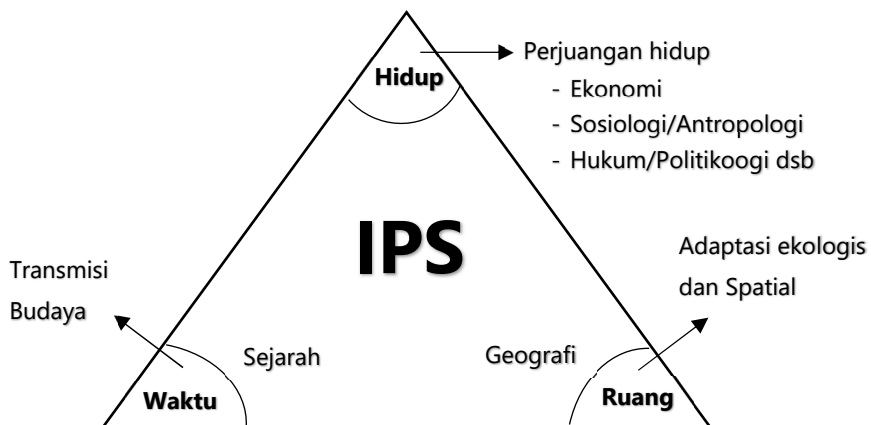 Hidup
Perjuangan hidup
- Ekonomi
- Sosiologi/Antropologi
- Hukum/Politikoogi dsb
IPS
Transmisi
Budaya
Adaptasi ekologis
dan Spatial
Sejarah
Geografi
Waktu
Ruang